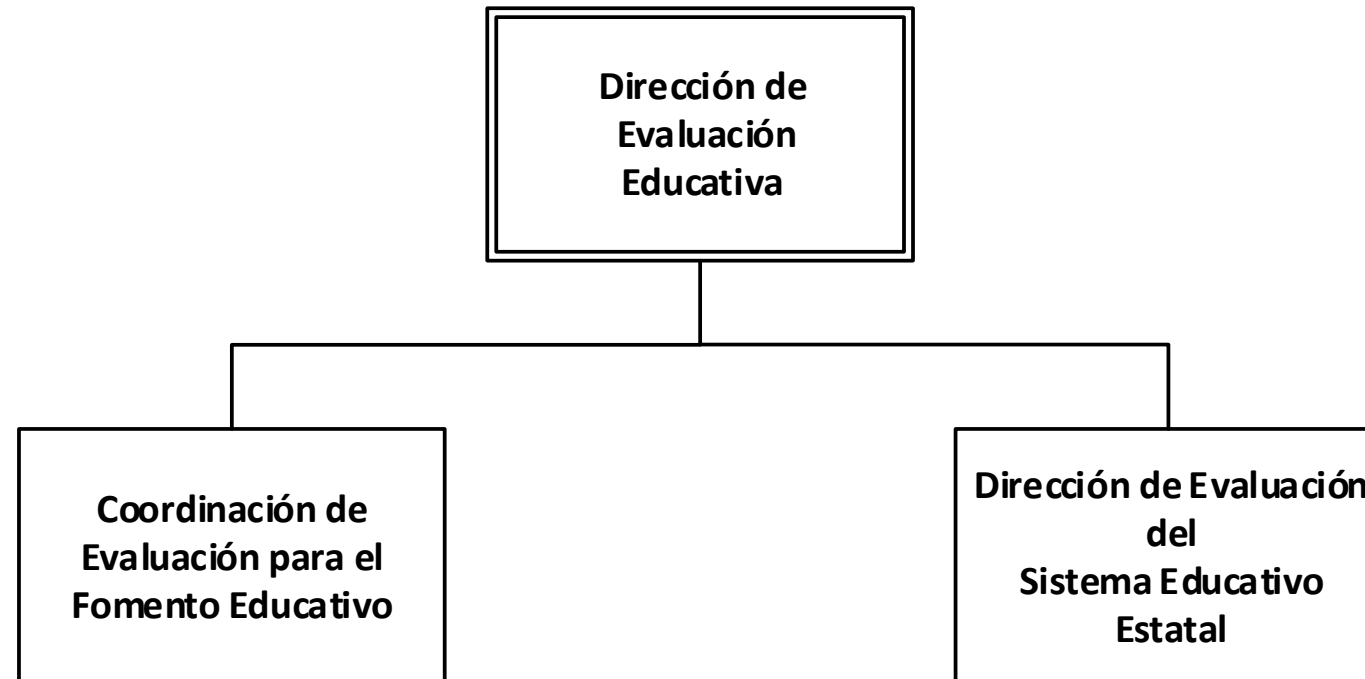 Dirección de
Evaluación
Educativa
Coordinación de
Evaluación para el
Fomento Educativo
Dirección de Evaluación
del
Sistema Educativo
Estatal